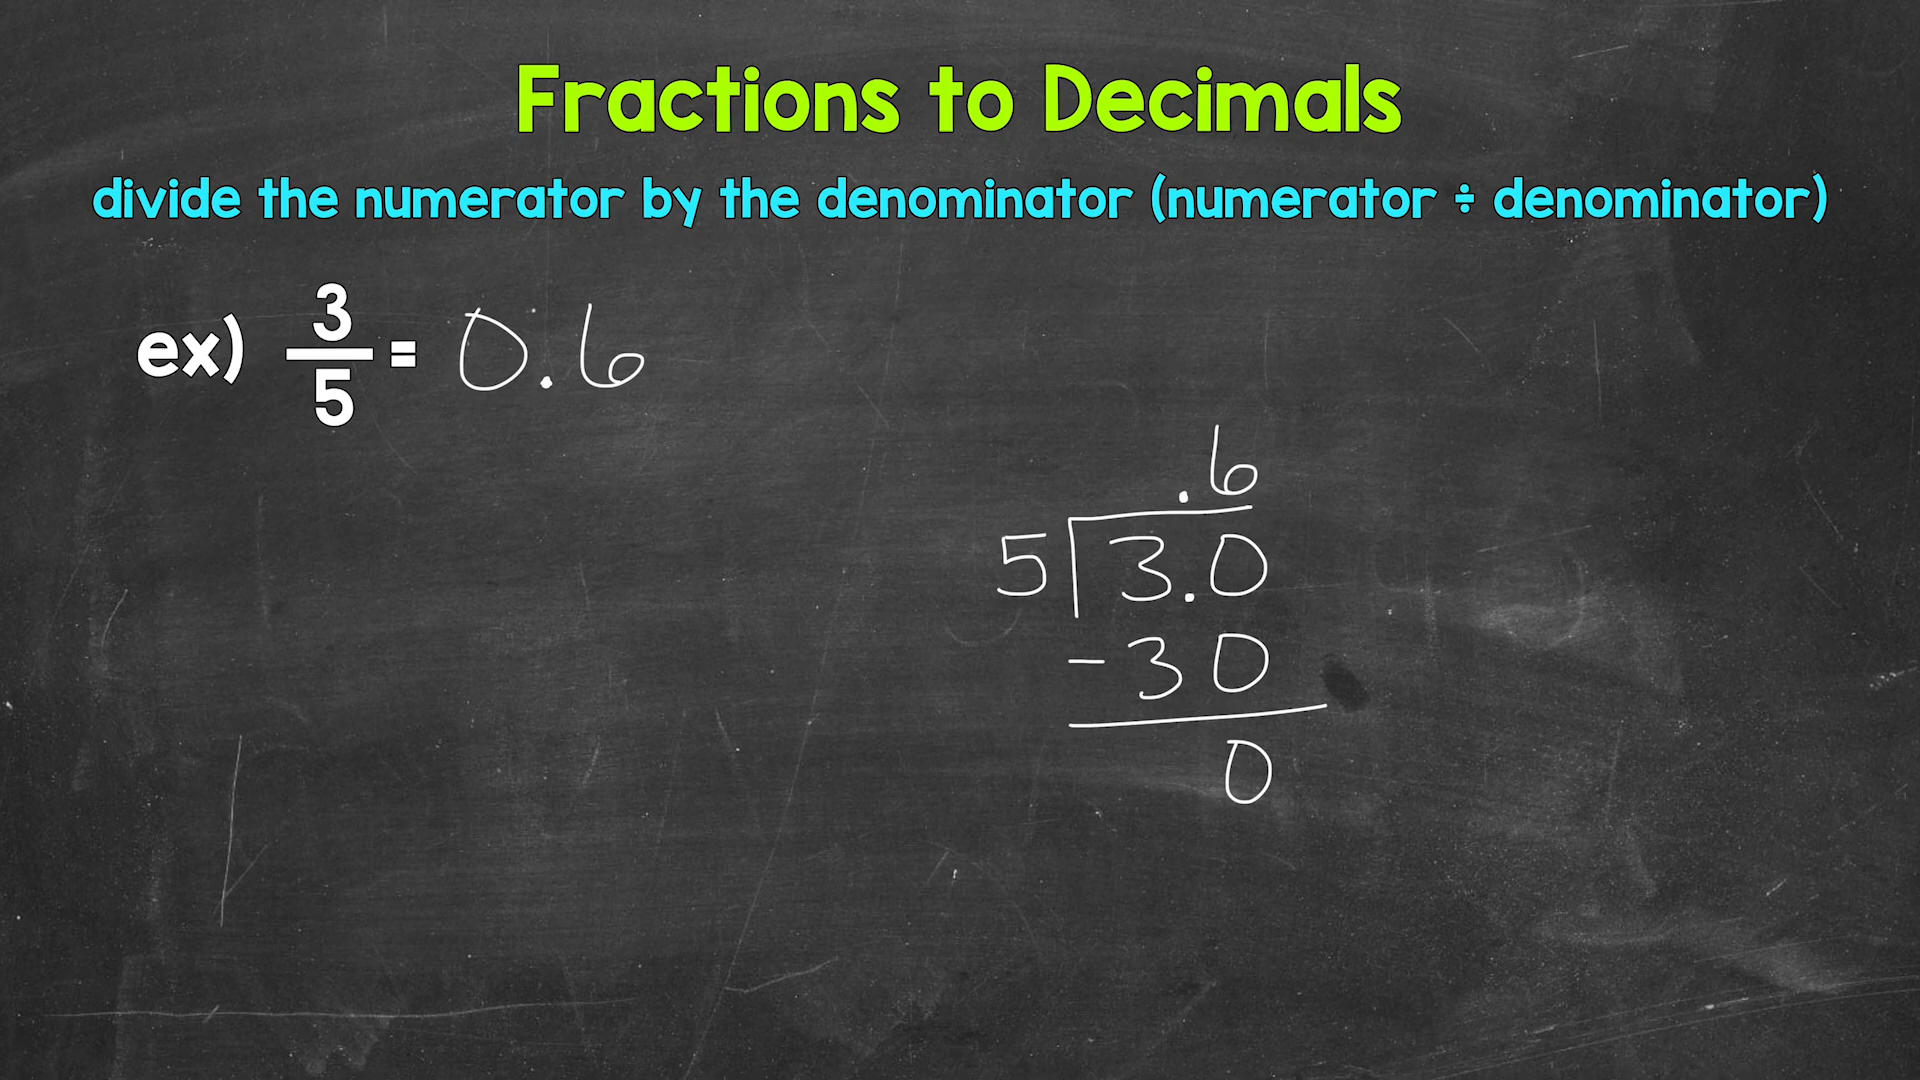 Fractions to Decimals
divide the numerator by the denominator (numerator ÷ denominator)
ex) 3/5 = 0.6
.6
5 3.0
-30
0